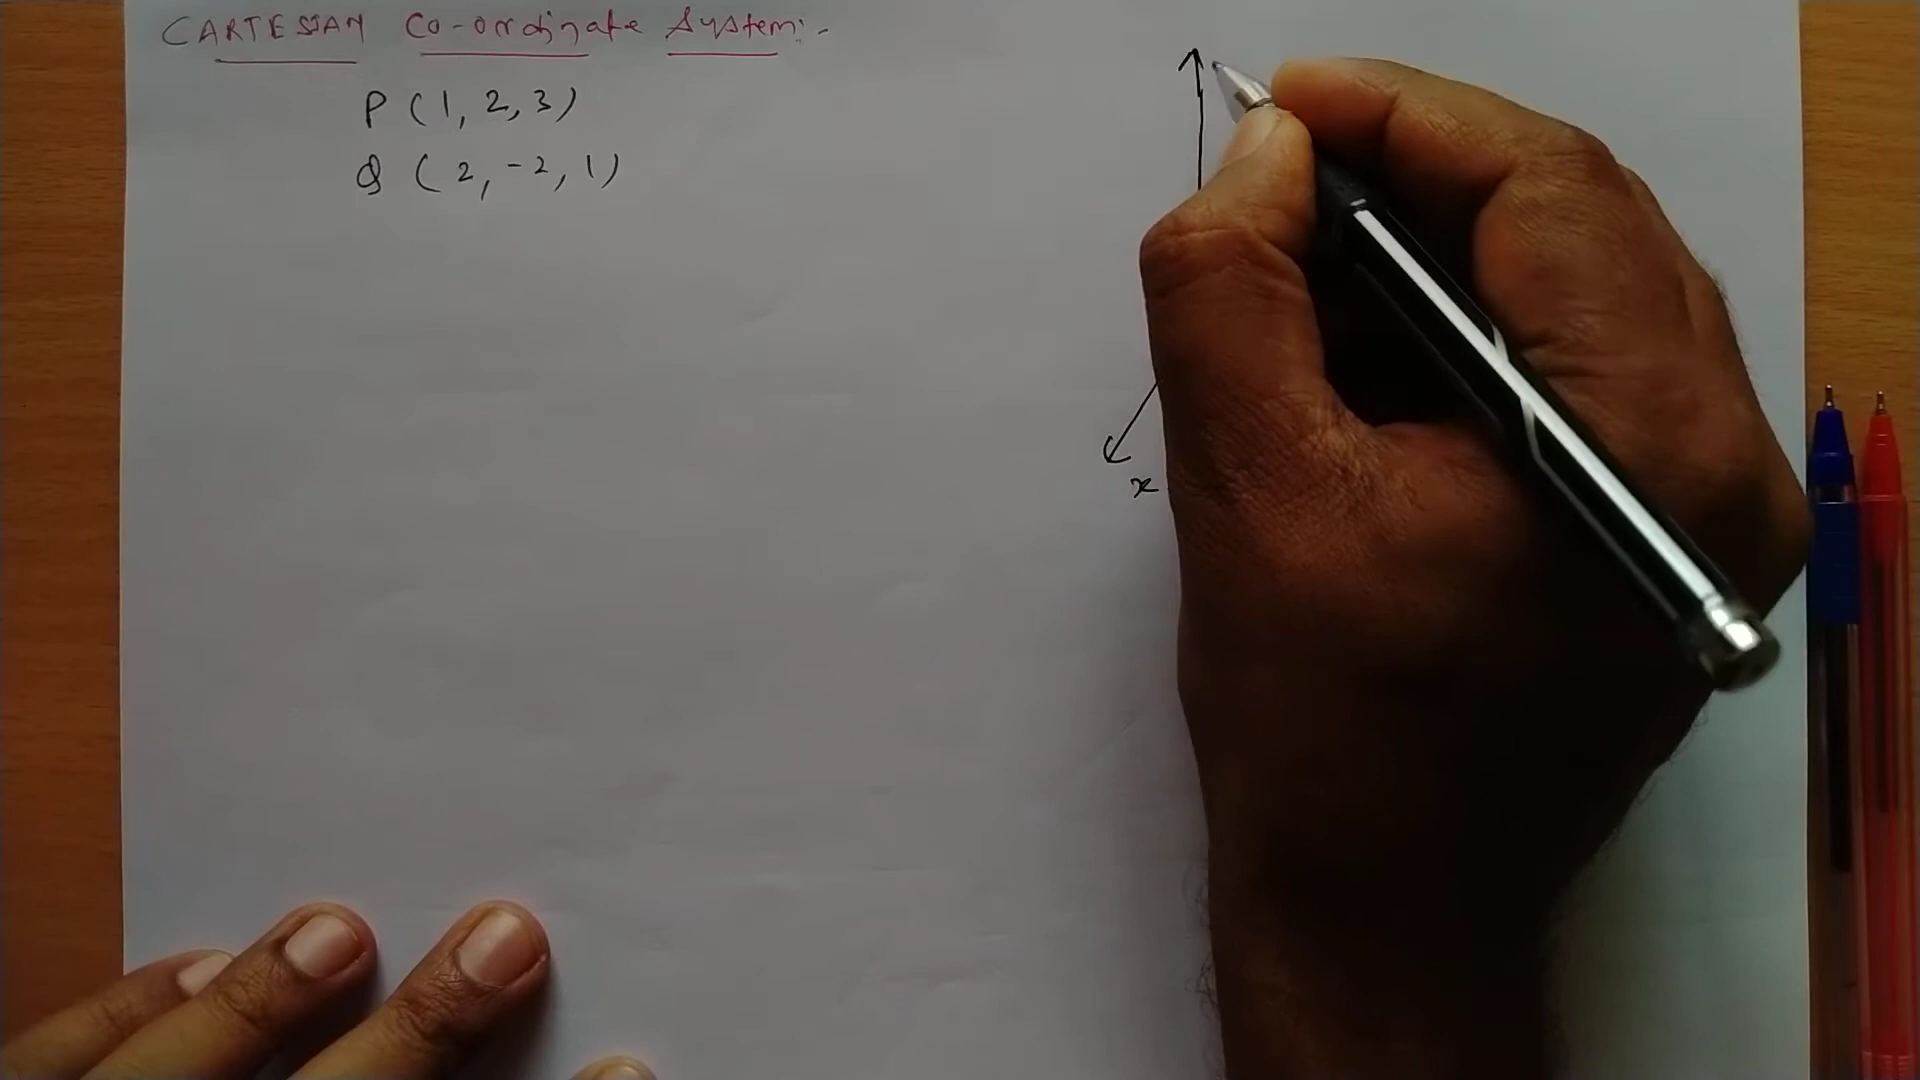 CARTESIAN Co-ordinate System:-
P (1, 2, 3)
Q (2, -2, 1)
x